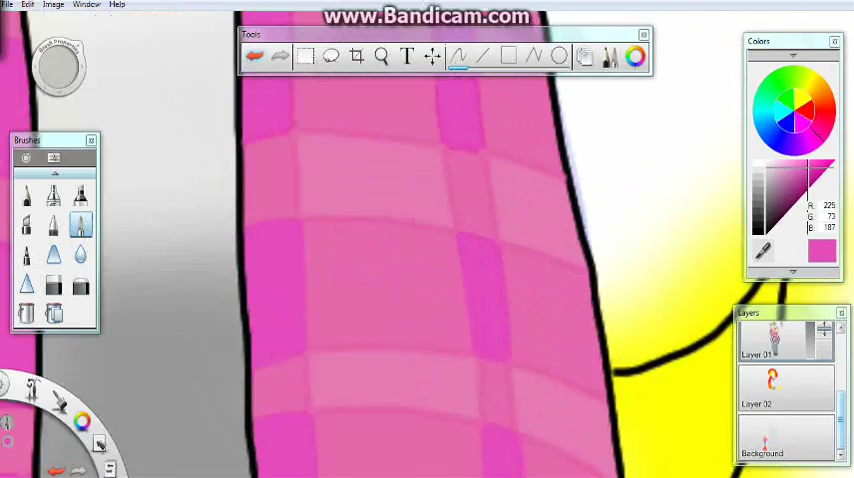 www.Bandicam.com
File Edit Image Window Help
Tools
T
Colors
R: 225
G: 73
B: 187
Brushes
Layers
Layer 01
Layer 02
Background